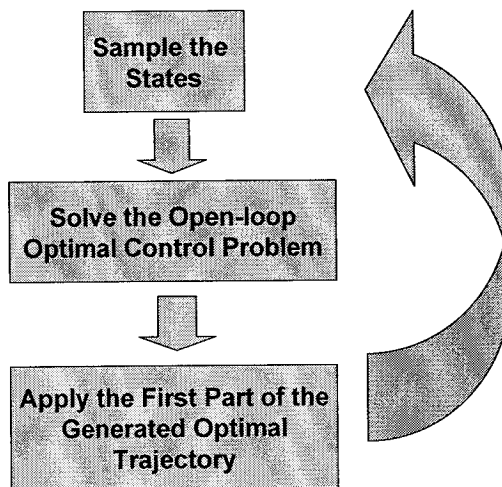 Sample the
States
Solve the Open-loop
Optimal Control Problem
Apply the First Part of the
Generated Optimal
Trajectory